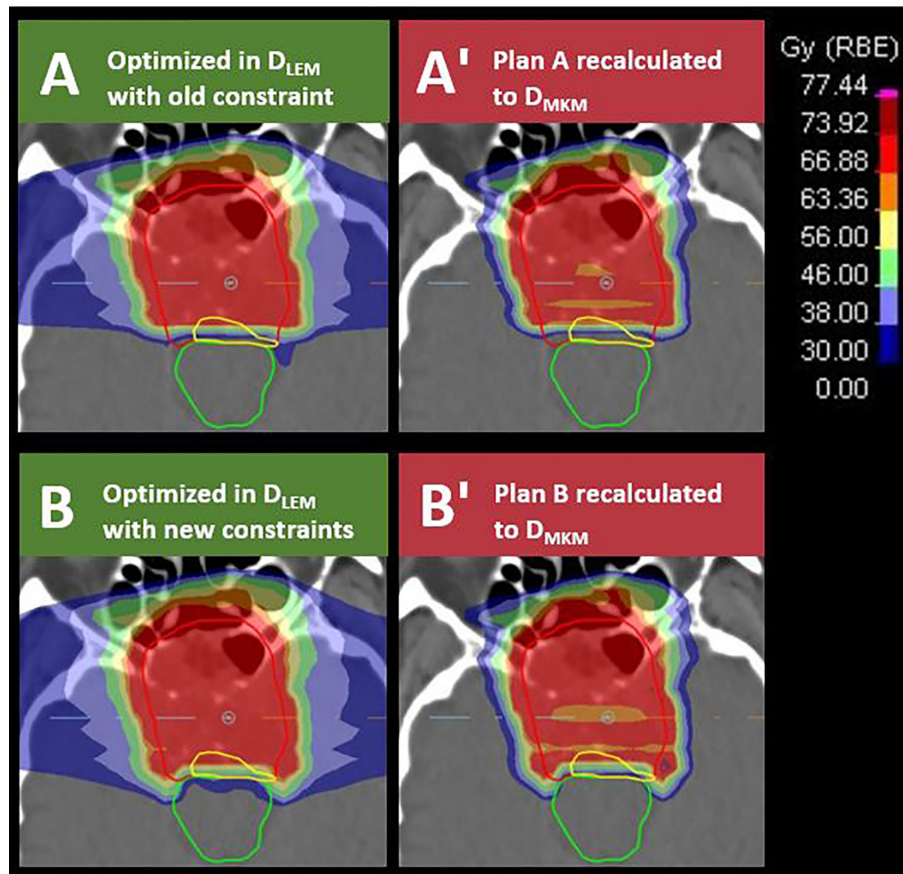 A
Optimized in DLEM
with old constraint
A'
Plan A recalculated
to DMKM
Gy (RBE)
77.44
73.92
66.88
63.36
56.00
46.00
38.00
30.00
0.00
B
Optimized in DLEM
with new constraints
B'
Plan B recalculated
to DMKM